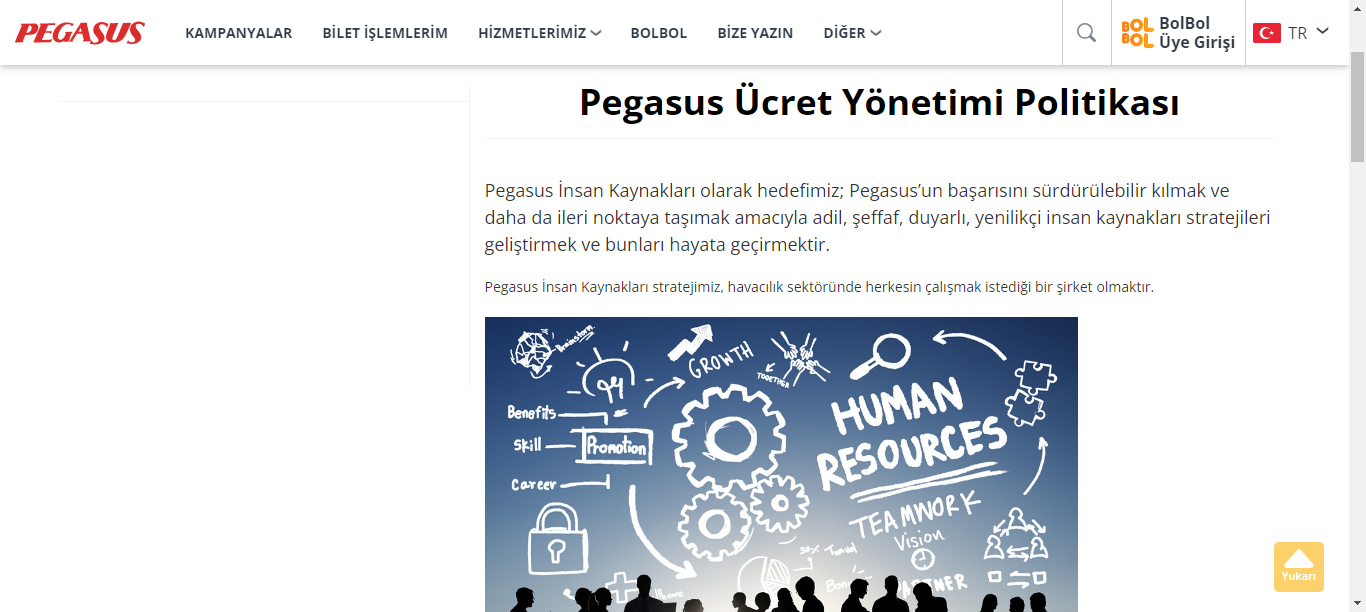 PEGASUS
KAMPANYALAR
BİLET İŞLEMLERİM
HİZMETLERİMİZ
BOLBOL
BİZE YAZIN
DİĞER
BOL
BOL
BolBol
Üye Girişi
TR
Pegasus Ücret Yönetimi Politikası
Pegasus İnsan Kaynakları olarak hedefimiz; Pegasus’un başarısını sürdürülebilir kılmak ve
daha da ileri noktaya taşımak amacıyla adil, şeffaf, duyarlı, yenilikçi insan kaynakları stratejileri
geliştirmek ve bunları hayata geçirmektir.
Pegasus İnsan Kaynakları stratejimiz, havacılık sektöründe herkesin çalışmak istediği bir şirket olmaktır.
Brainstorm
GROWTH
TOGETHER
Benefits
Skill
Promotion
Career
HUMAN
RESOURCES
TEAMWORK
Vision
30% Travel
Home
Yukarı